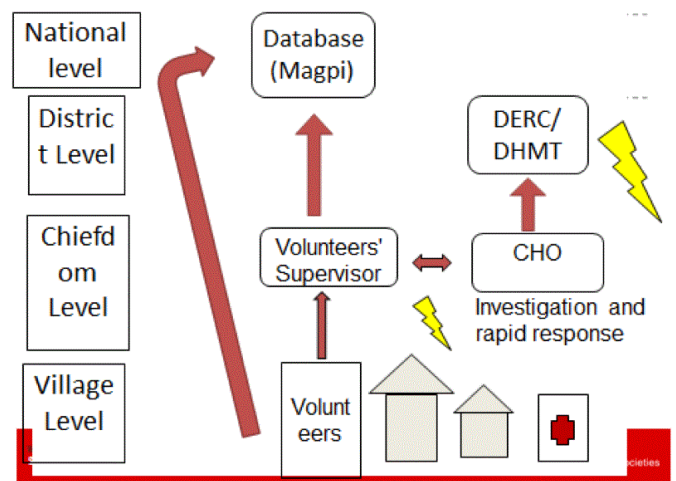 National
level
Database
(Magpi)
Distric
t Level
DERC/
DHMT
Chiefd
om
Level
Volunteers'
Supervisor
CHO
Investigation and
rapid response
Village
Level
Volunt
eers
ocieties